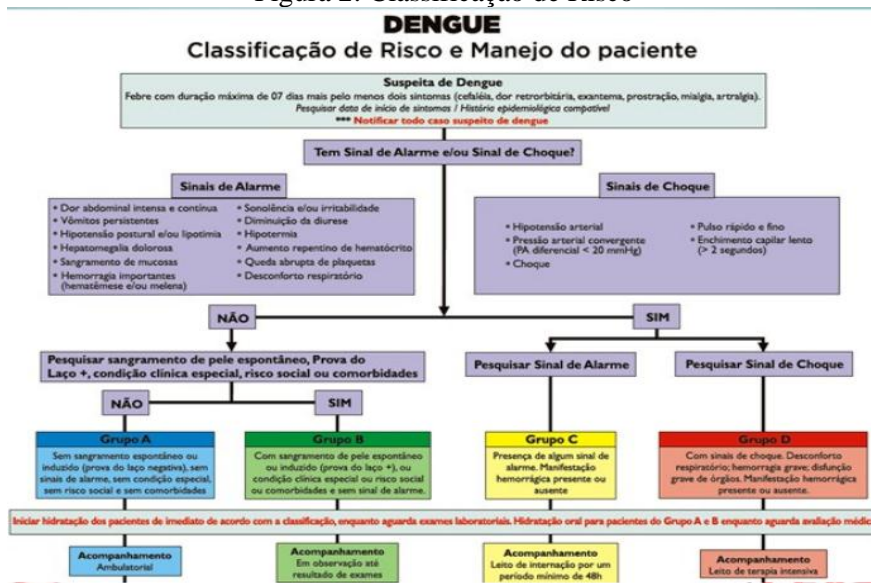 Figura 2: Classificação de Risco
DENGUE
Classificação de Risco e Manejo do paciente
Suspeita de Dengue
Febre com duração máxima de 07 dias mais pelo menos dois sintomas (cefaléia, dor retrorbitária, exantema, prostração, mialgia, artralgia).
Pesquisar data de início de sintomas / História epidemiológica compatível
*** Notificar todo caso suspeito de dengue
Tem Sinal de Alarme e/ou Sinal de Choque?
Sinais de Alarme
• Dor abdominal intensa e contínua
• Vômitos persistentes
• Hipotensão postural e/ou lipotímia
• Hepatomegalia dolorosa
• Sangramento de mucosas
• Hemorragia importantes
(hematêmese e/ou melena)
• Sonolência e/ou irritabilidade
• Diminuição da diurese
• Hipotermia
• Aumento repentino de hematócrito
• Queda abrupta de plaquetas
• Desconforto respiratório
Sinais de Choque
• Hipotensão arterial
• Pressão arterial convergente
(PA diferencial < 20 mmHg)
• Choque
• Pulso rápido e fino
• Enchimento capilar lento
(> 2 segundos)
NÃO
SIM
Pesquisar sangramento de pele espontâneo, Prova do
Laço +, condição clínica especial, risco social ou comorbidades
Pesquisar Sinal de Alarme
Pesquisar Sinal de Choque
NÃO
SIM
Grupo A
Sem sangramento espontâneo ou
induzido (prova do laço negativa), sem
sinais de alarme, sem condição especial,
sem risco social e sem comorbidades
Grupo B
Com sangramento de pele espontâneo
ou induzido (prova do laço +), ou
condição clínica especial ou risco social
ou comorbidades e sem sinal de alarme.
Grupo C
Presença de algum sinal de
alarme. Manifestação
hemorrágica presente ou
ausente
Grupo D
Com sinais de choque. Desconforto
respiratório; hemorragia grave; disfunção
grave de órgãos. Manifestação hemorrágica
presente ou ausente.
Iniciar hidratação dos pacientes de imediato de acordo com a classificação, enquanto aguarda exames laboratoriais. Hidratação oral para pacientes do Grupo A e B enquanto aguarda avaliação médic
Acompanhamento
Ambulatorial
Acompanhamento
Em observação até
resultado de exames
Acompanhamento
Leito de internação por um
período mínimo de 48h
Acompanhamento
Leito de terapia intensiva